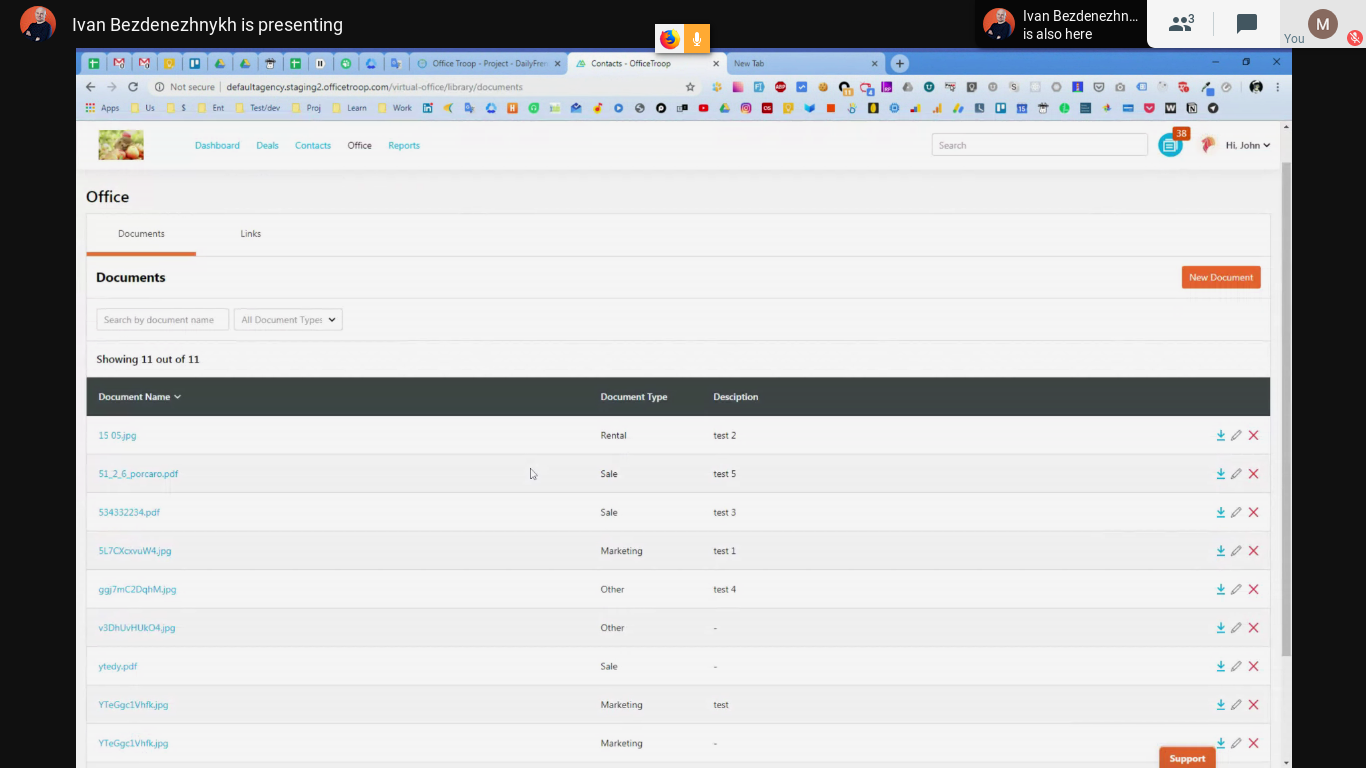 Ivan Bezdenezhnykh is presenting
3
Ivan Bezdenezhn...
is also here
You
M
Office Troop - Project - DailyFren
Contacts - OfficeTroop
New Tab
Not secure | defaultagency.staging2.officetroop.com/virtual-office/library/documents
Apps Us $ Ent Test/dev Proj Learn Work
Dashboard Deals Contacts Office Reports
Search
38
Hi, John
Office
Documents Links
Documents
New Document
Search by document name
All Document Types
Showing 11 out of 11
Document Name Document Type Desciption
15 05.jpg Rental test 2
51_2_6_porcaro.pdf Sale test 5
534332234.pdf Sale test 3
5L7CXcxvuW4.jpg Marketing test 1
ggj7mC2DqhM.jpg Other test 4
v3DhUvHUkO4.jpg Other -
ytedy.pdf Sale -
YTeGgc1Vhfk.jpg Marketing test
YTeGgc1Vhfk.jpg Marketing -
Support